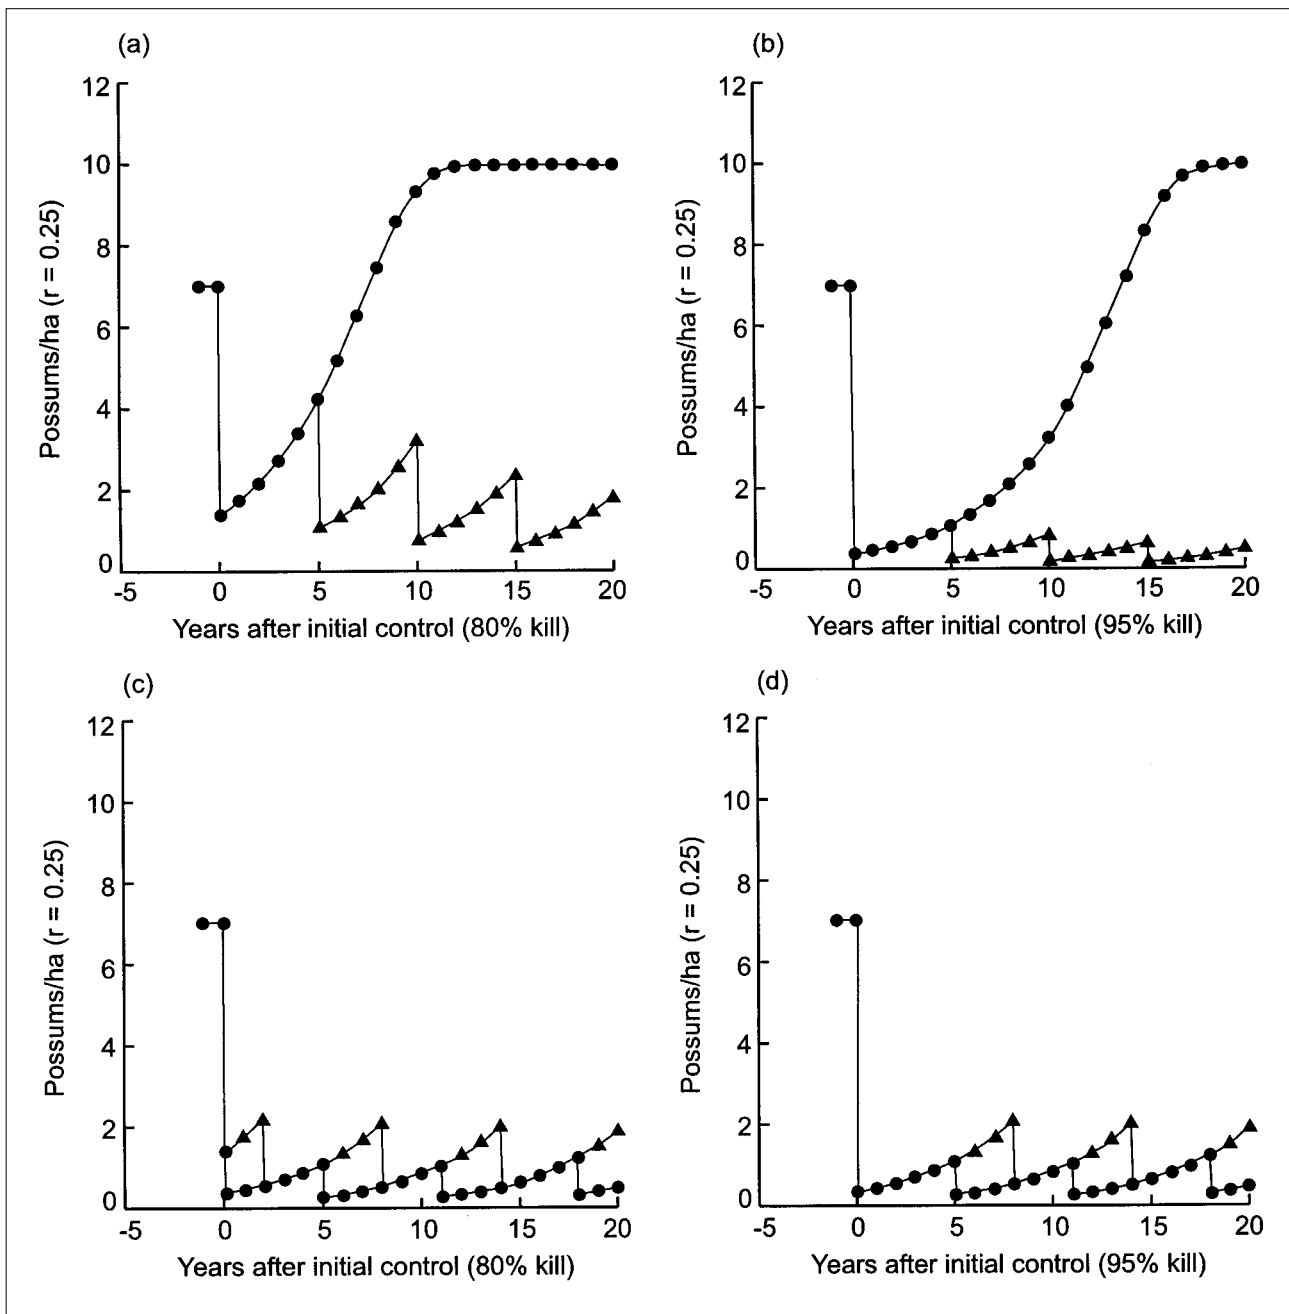 (a)
12
10
8
6
4
2
0
-5 0 5 10 15 20
Possums/ha (r = 0.25)
Years after initial control (80% kill)
(b)
12
10
8
6
4
2
0
-5 0 5 10 15 20
Possums/ha (r = 0.25)
Years after initial control (95% kill)
(c)
12
10
8
6
4
2
0
-5 0 5 10 15 20
Possums/ha (r = 0.25)
Years after initial control (80% kill)
(d)
12
10
8
6
4
2
0
-5 0 5 10 15 20
Possums/ha (r = 0.25)
Years after initial control (95% kill)